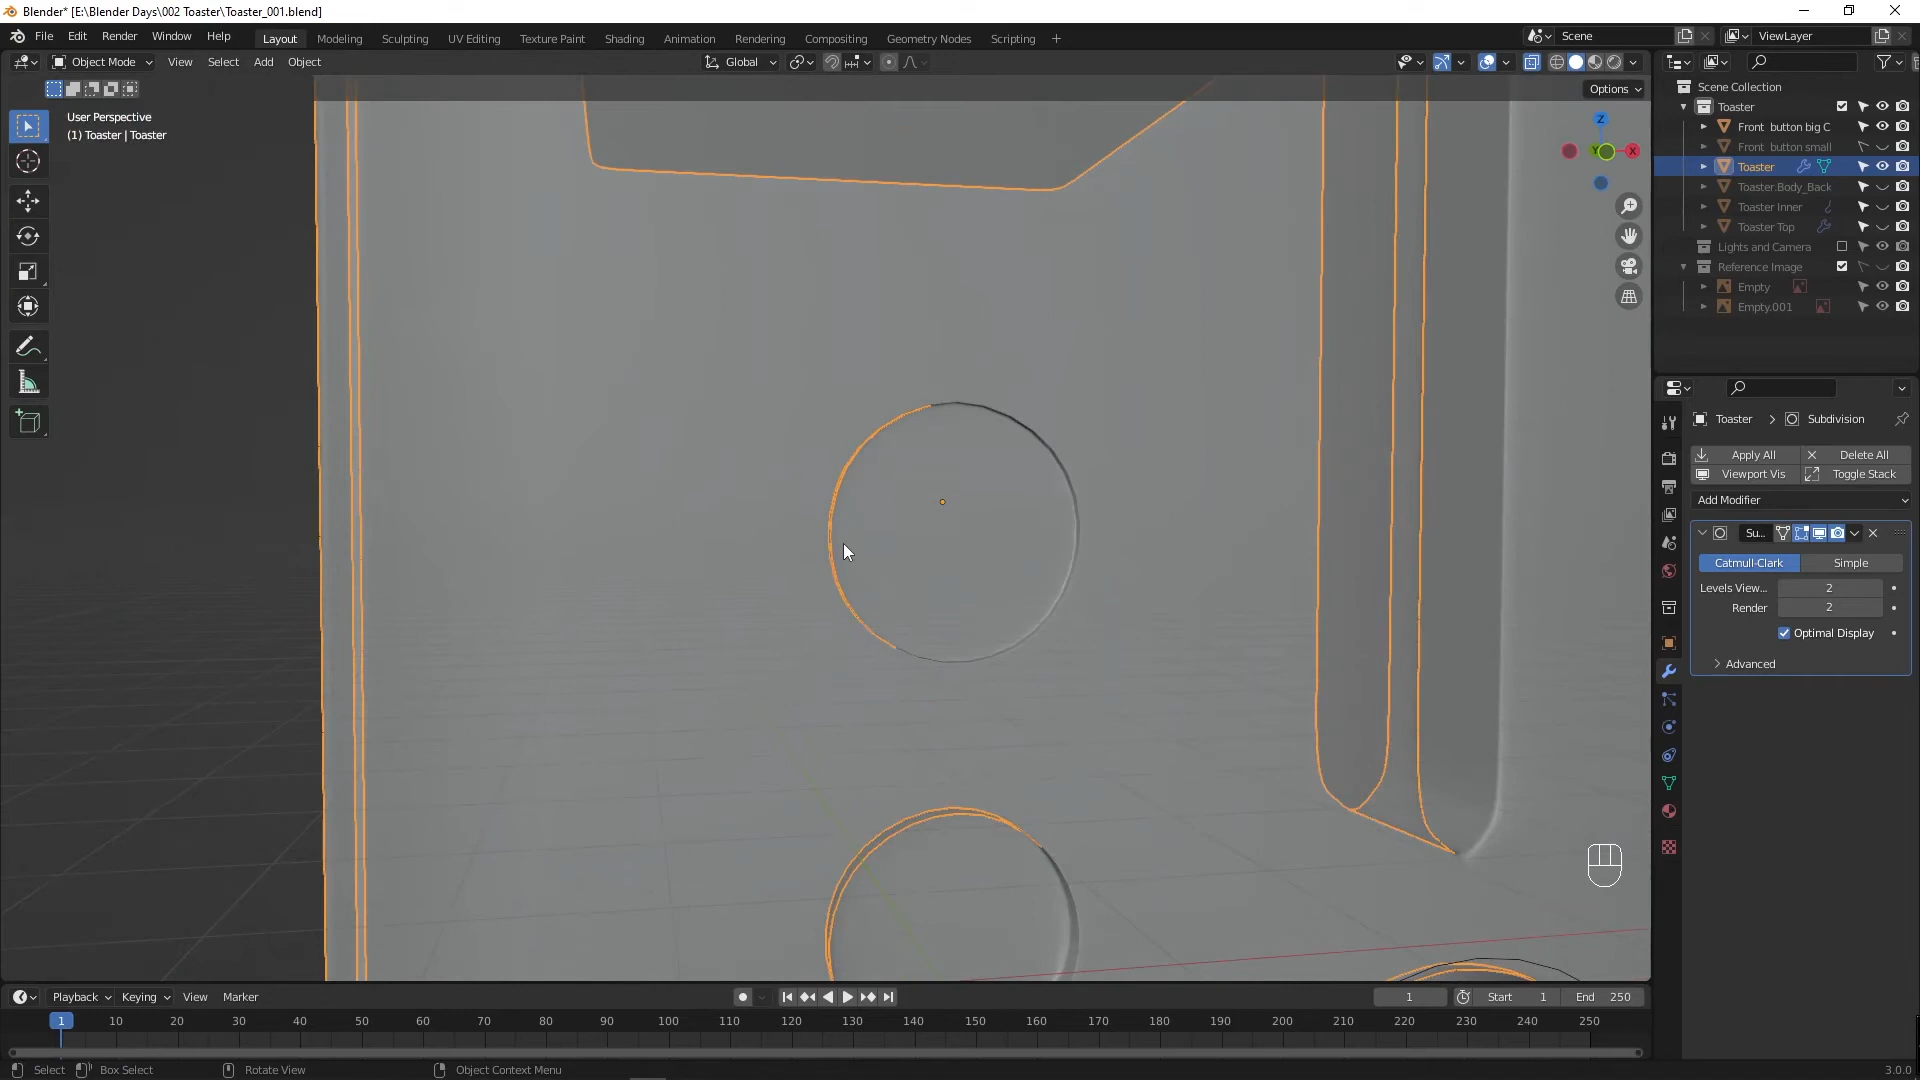 Blender* [E:\Blender Days\002 Toaster\Toaster_001.blend]
File Edit Render Window Help Layout Modeling Sculpting UV Editing Texture Paint Shading Animation Rendering Compositing Geometry Nodes Scripting + Scene ViewLayer
Object Mode View Select Add Object Global
Options
User Perspective
(1) Toaster | Toaster
Z
Y
X
Scene Collection
Toaster
Front button big C
Front button small
Toaster
Toaster.Body_Back
Toaster Inner
Toaster Top
Lights and Camera
Reference Image
Empty
Empty.001
Toaster > Subdivision
Apply All Delete All
Viewport Vis Toggle Stack
Add Modifier
Su...
Catmull-Clark Simple
Levels View... 2
Render 2
Optimal Display
Advanced
Playback Keying View Marker 1 Start 1 End 250
1 10 20 30 40 50 60 70 80 90 100 110 120 130 140 150 160 170 180 190 200 210 220 230 240 250
Select Box Select Rotate View Object Context Menu 3.0.0